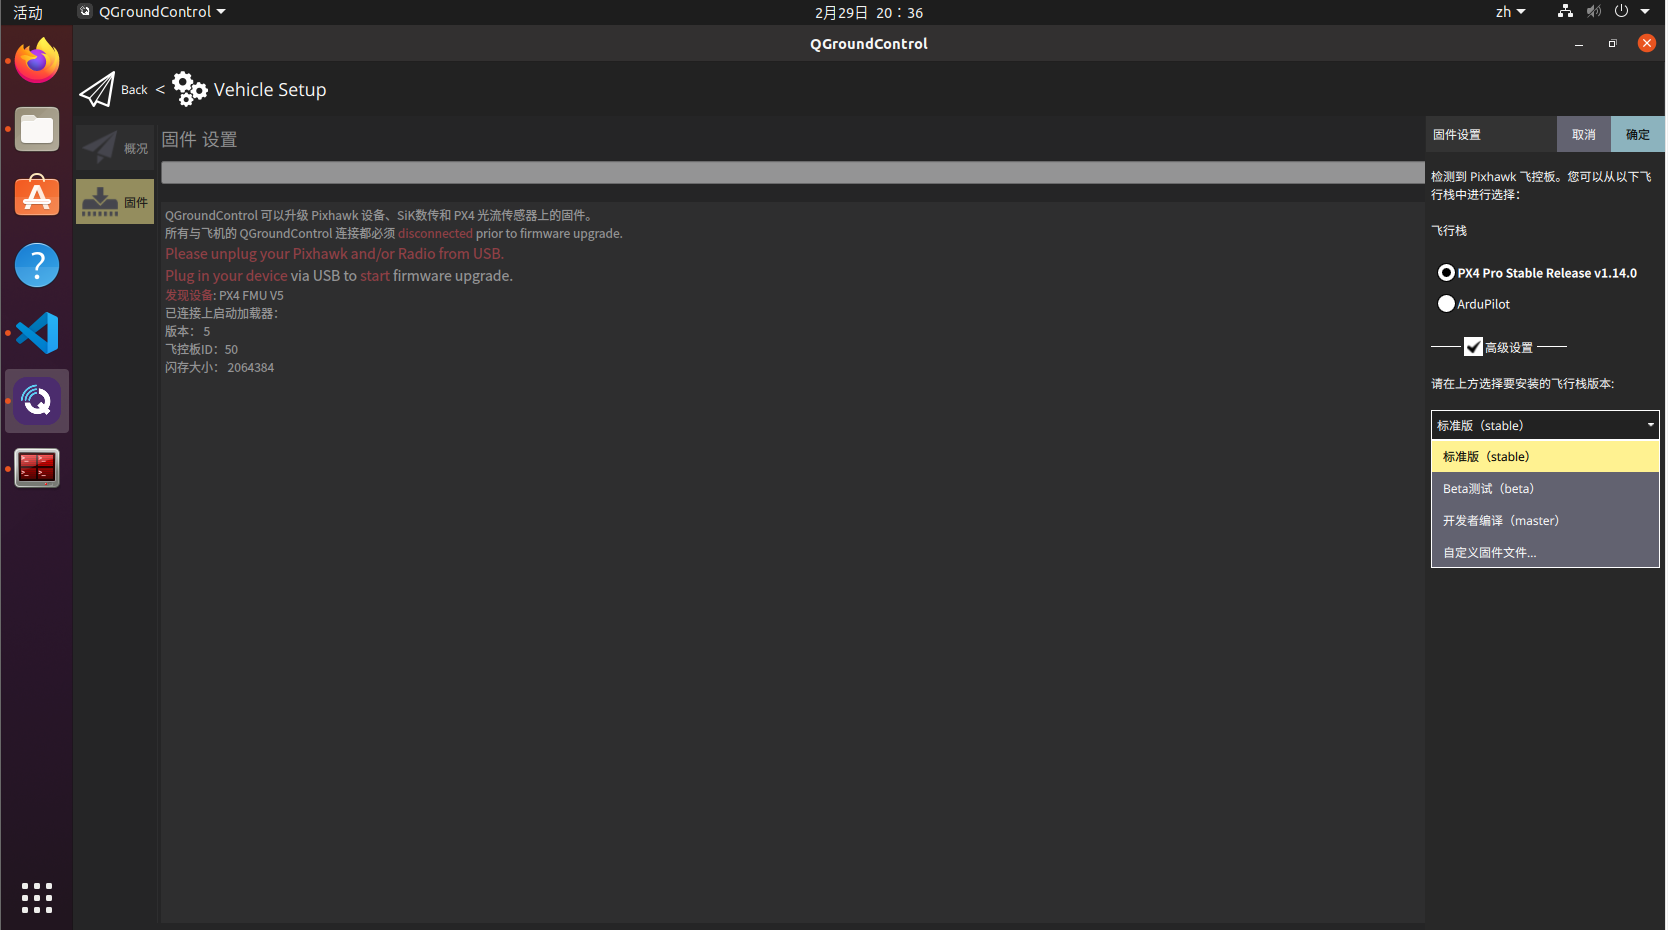 活动
QGroundControl
2月29日 20：36
zh
QGroundControl
Back < Vehicle Setup
概况
固件
固件 设置
QGroundControl 可以升级 Pixhawk 设备、SiK数传和 PX4 光流传感器上的固件。
所有与飞机的 QGroundControl 连接都必须 disconnected prior to firmware upgrade.
Please unplug your Pixhawk and/or Radio from USB.
Plug in your device via USB to start firmware upgrade.
发现设备: PX4 FMU V5
已连接上启动加载器：
版本： 5
飞控板ID：50
闪存大小： 2064384
固件设置
取消
确定
检测到 Pixhawk 飞控板。您可以从以下飞
行栈中进行选择：
飞行栈
PX4 Pro Stable Release v1.14.0
ArduPilot
高级设置
请在上方选择要安装的飞行栈版本:
标准版（stable）
标准版（stable）
Beta测试（beta）
开发者编译（master）
自定义固件文件...